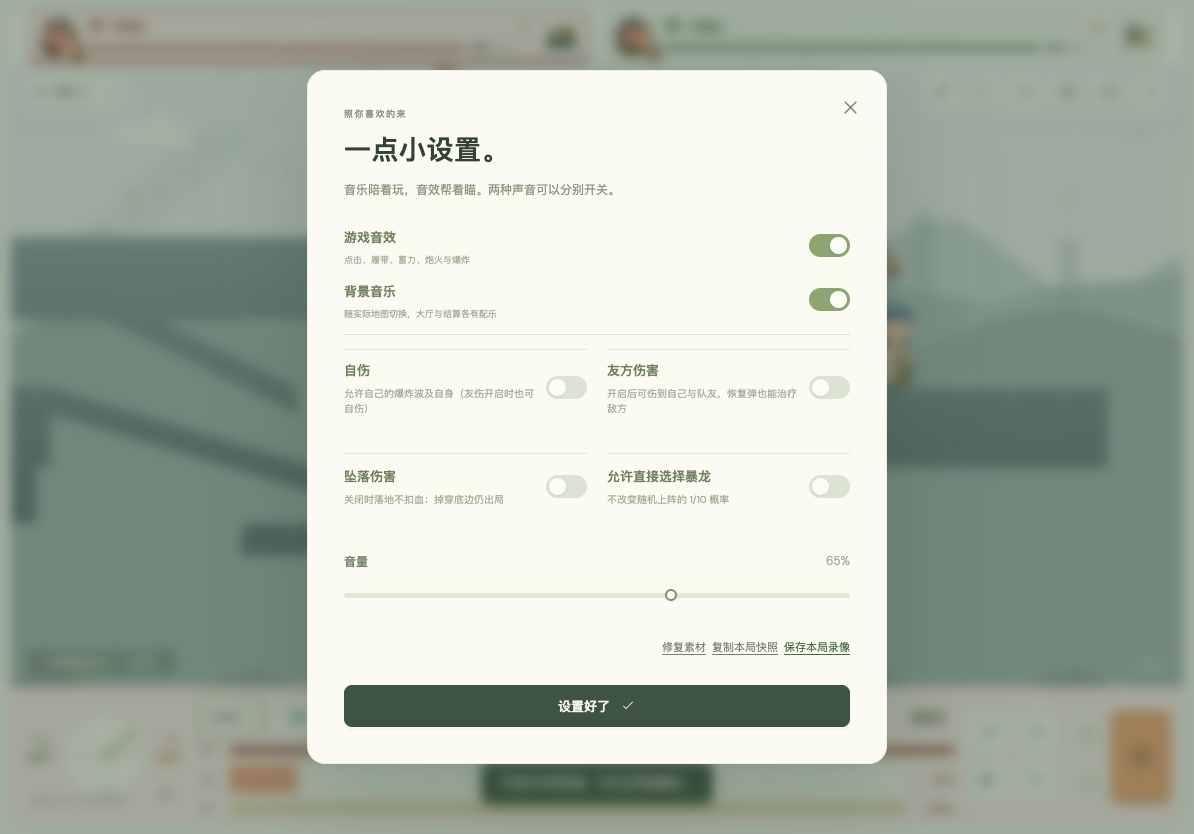 照你喜欢的来
一点小设置。
音乐陪着玩，音效帮着瞄。两种声音可以分别开关。
游戏音效
点击、履带、蓄力、炮火与爆炸
背景音乐
随实际地图切换，大厅与结算各有配乐
自伤
允许自己的爆炸波及自身（友伤开启时也可
自伤）
友方伤害
开启后可伤到自己与队友，恢复弹也能治疗
敌方
坠落伤害
关闭时落地不扣血；掉穿底边仍出局
允许直接选择暴龙
不改变随机上阵的 1/10 概率
音量
65%
修复素材 复制本局快照 保存本局录像
设置好了